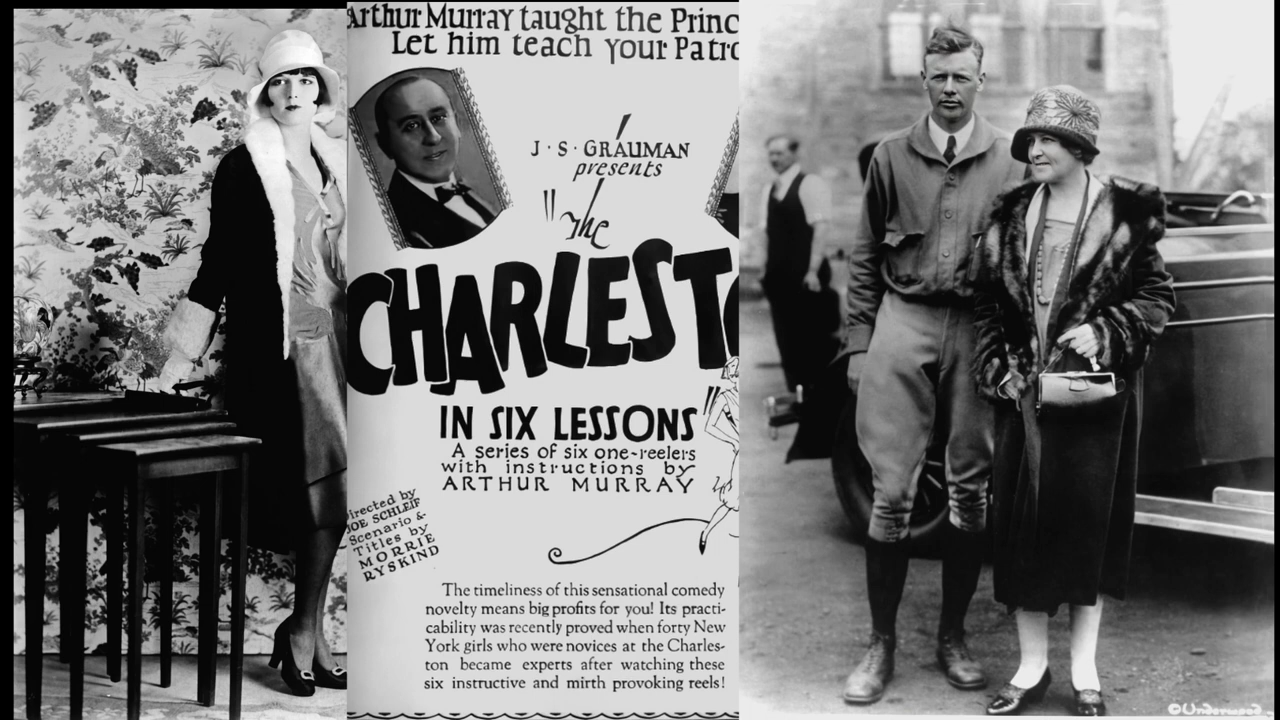 Arthur Murray taught the Princ
Let him teach your Patro
J·S·GRAUMAN
presents
"The
CHARLESTO
IN SIX LESSONS"
A series of six one-reelers
with instructions by
ARTHUR MURRAY
Directed by
JOE SCHLEIF
Scenario &
Titles by
MORRIE
RYSKIND
The timeliness of this sensational comedy
novelty means big profits for you! Its practi-
cability was recently proved when forty New
York girls who were novices at the Charles-
ton became experts after watching these
six instructive and mirth provoking reels!
©Underwood